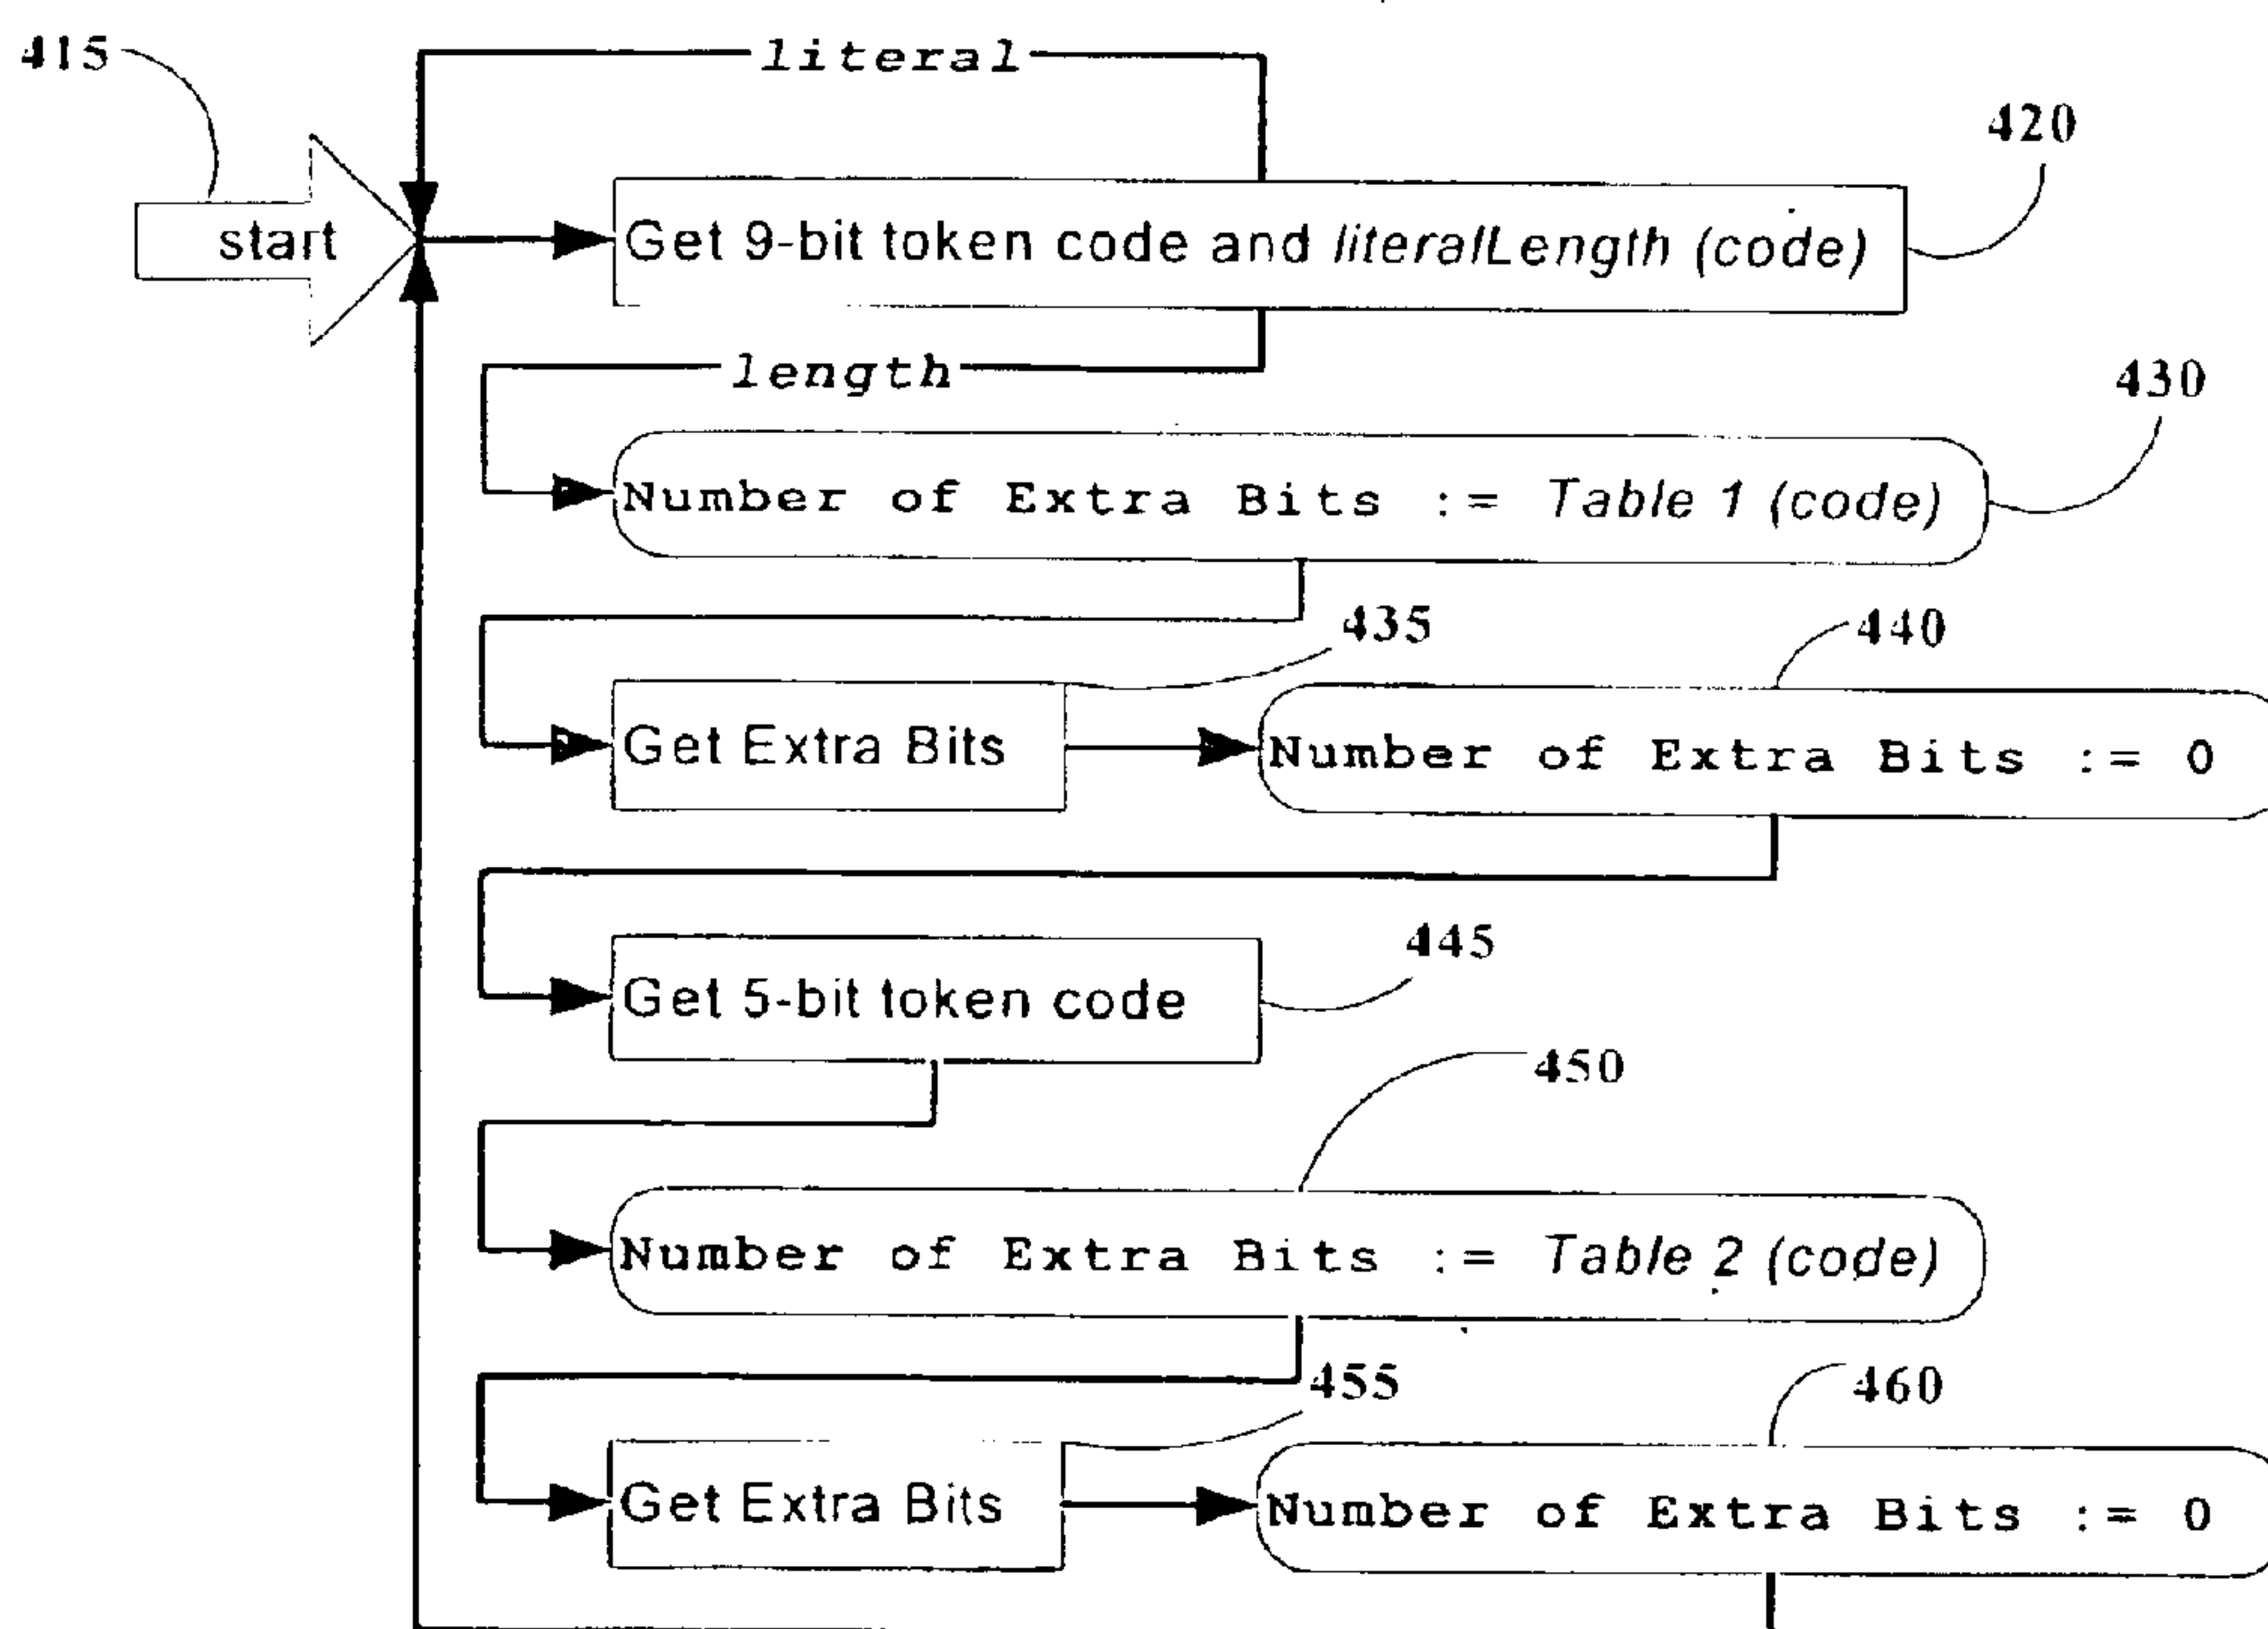 415
literal
420
start
Get 9-bit token code and literalLength (code)
length
430
Number of Extra Bits := Table 1 (code)
435
440
Get Extra Bits
Number of Extra Bits := 0
445
Get 5-bit token code
450
Number of Extra Bits := Table 2 (code)
455
460
Get Extra Bits
Number of Extra Bits := 0